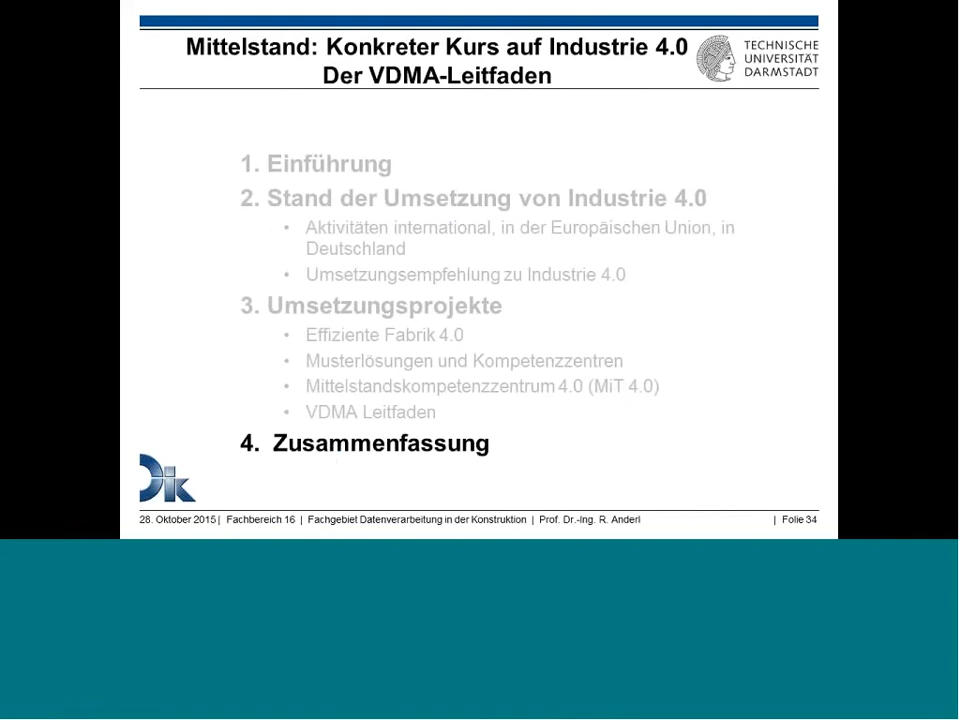 Mittelstand: Konkreter Kurs auf Industrie 4.0
Der VDMA-Leitfaden
TECHNISCHE
UNIVERSITÄT
DARMSTADT
1. Einführung
2. Stand der Umsetzung von Industrie 4.0
• Aktivitäten international, in der Europäischen Union, in
Deutschland
• Umsetzungsempfehlung zu Industrie 4.0
3. Umsetzungsprojekte
• Effiziente Fabrik 4.0
• Musterlösungen und Kompetenzzentren
• Mittelstandskompetenzzentrum 4.0 (MiT 4.0)
• VDMA Leitfaden
4. Zusammenfassung
Dik
28. Oktober 2015 | Fachbereich 16 | Fachgebiet Datenverarbeitung in der Konstruktion | Prof. Dr.-Ing. R. Anderl | Folie 34